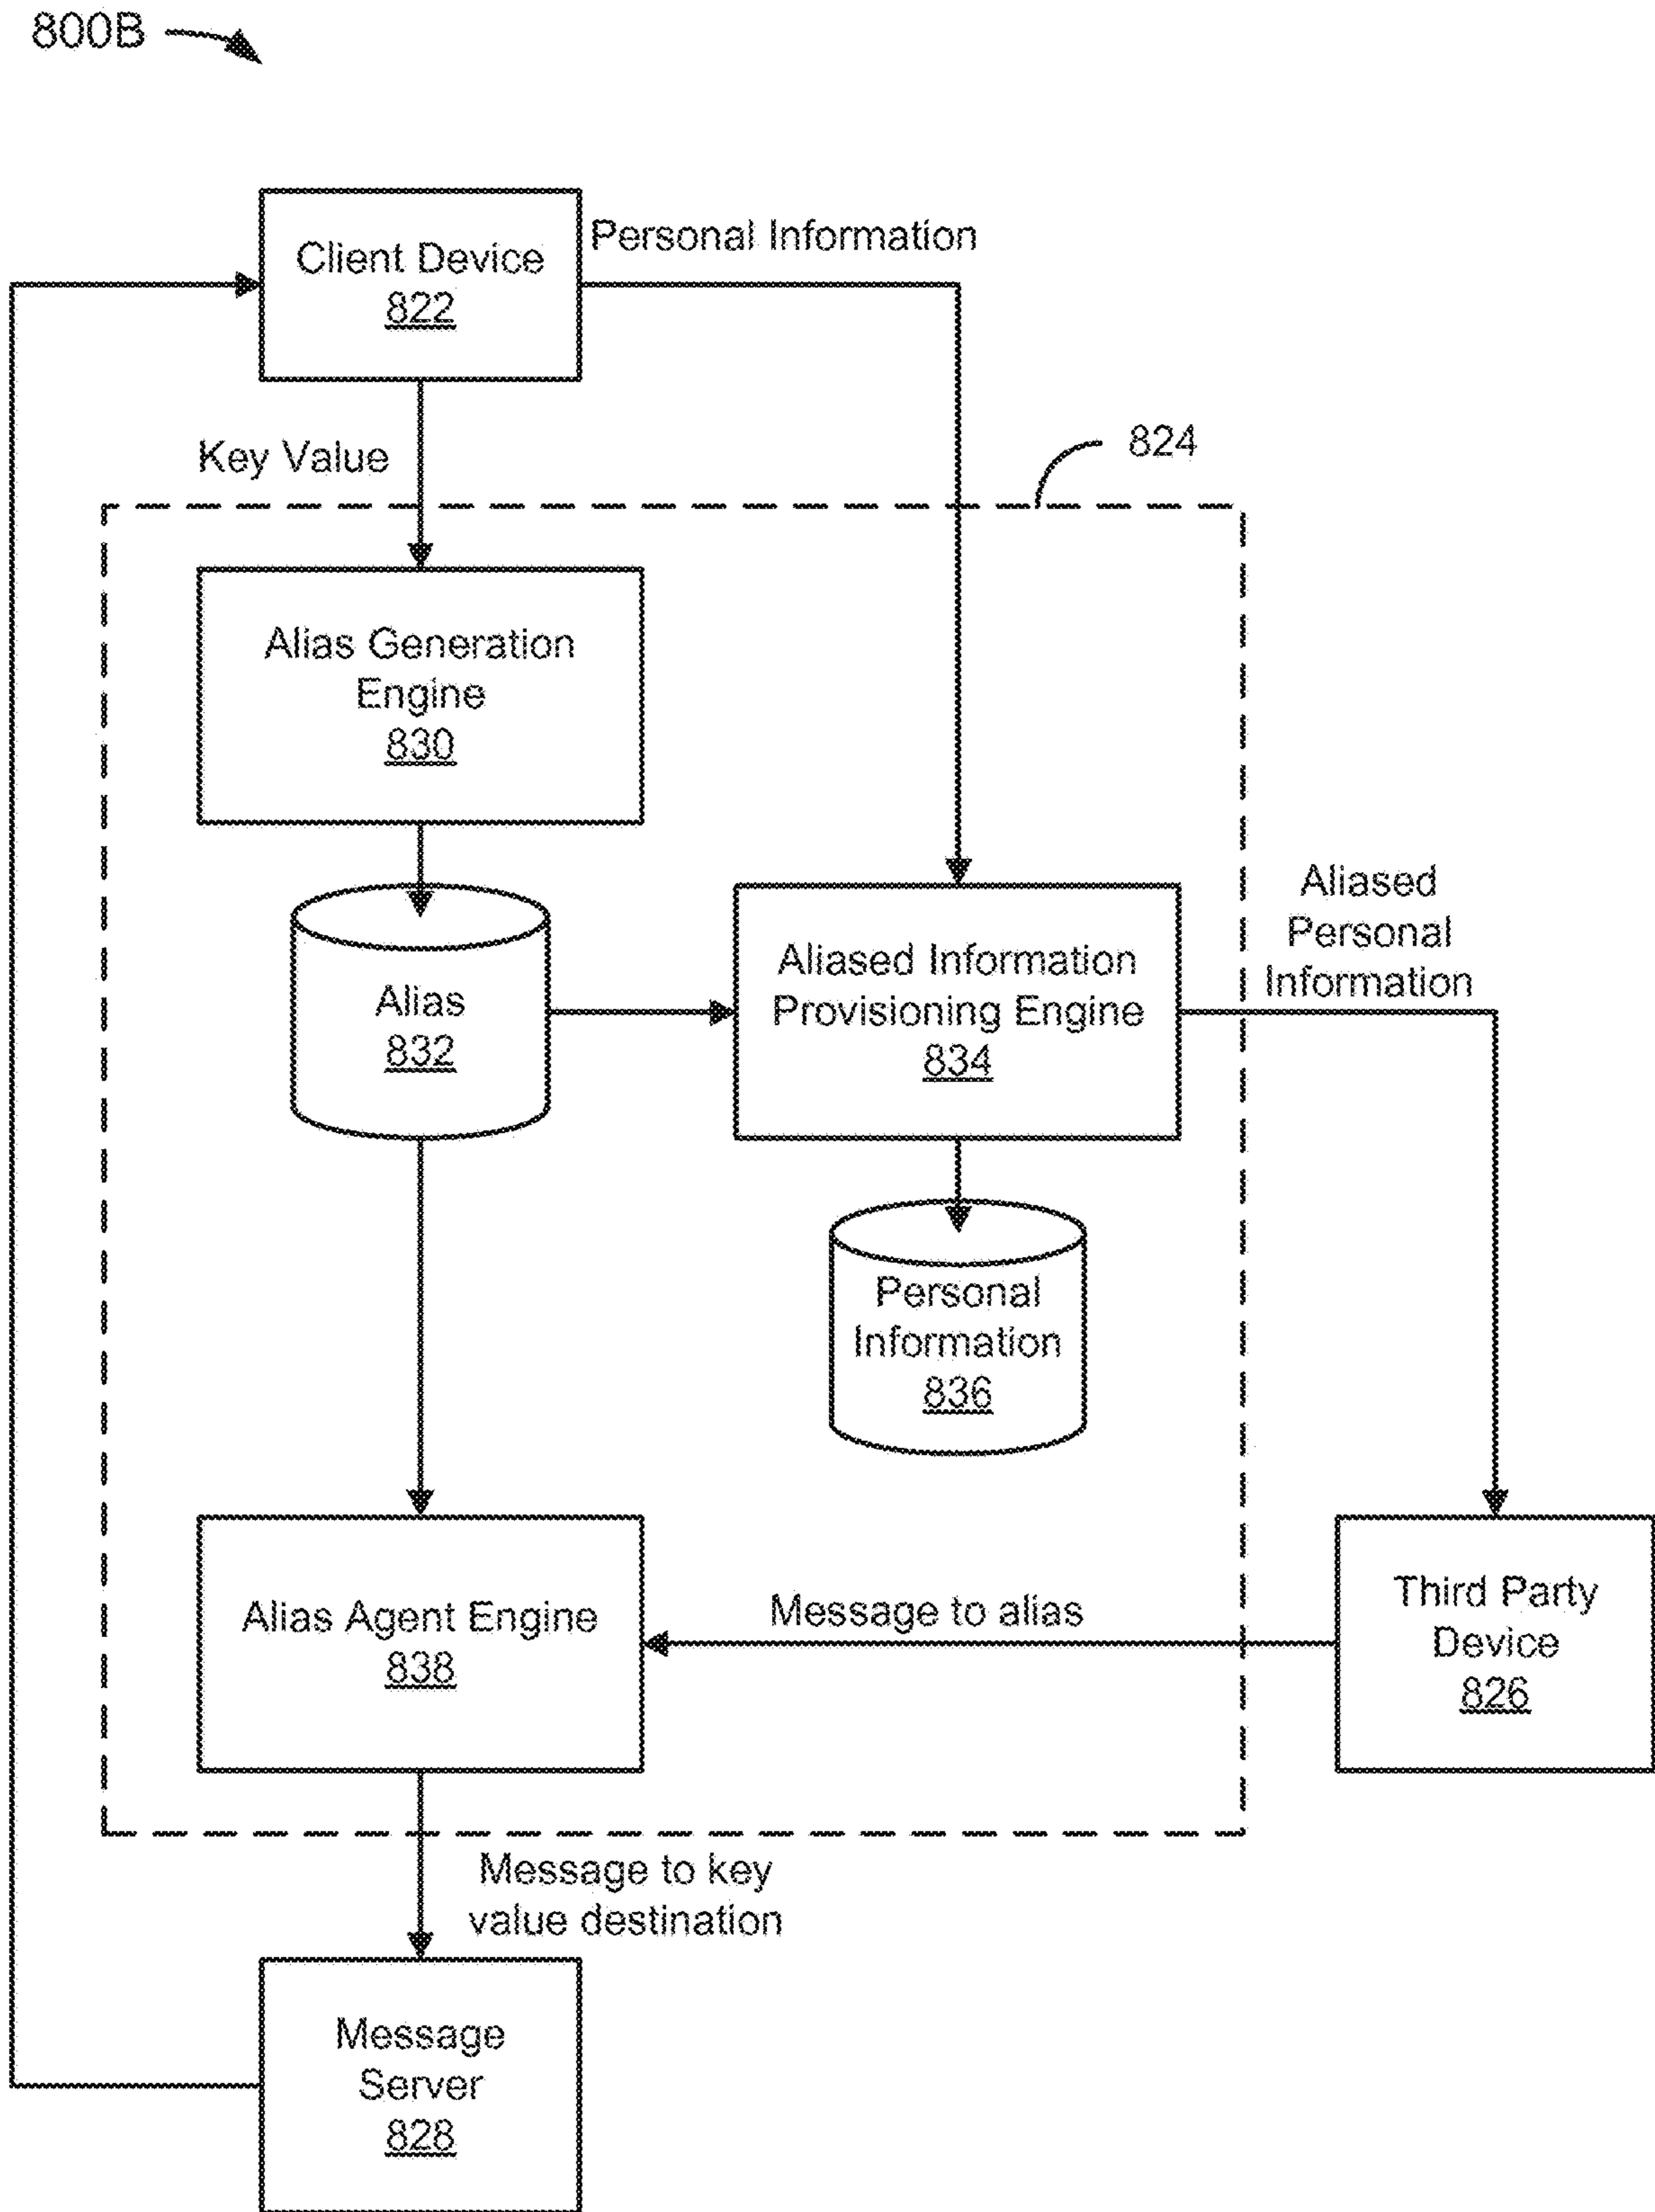 800B
Client Device
822
Personal Information
Key Value
824
Alias Generation
Engine
830
Alias
832
Aliased Information
Provisioning Engine
834
Aliased
Personal
Information
Personal
Information
836
Alias Agent Engine
838
Message to alias
Third Party
Device
826
Message to key
value destination
Message
Server
828